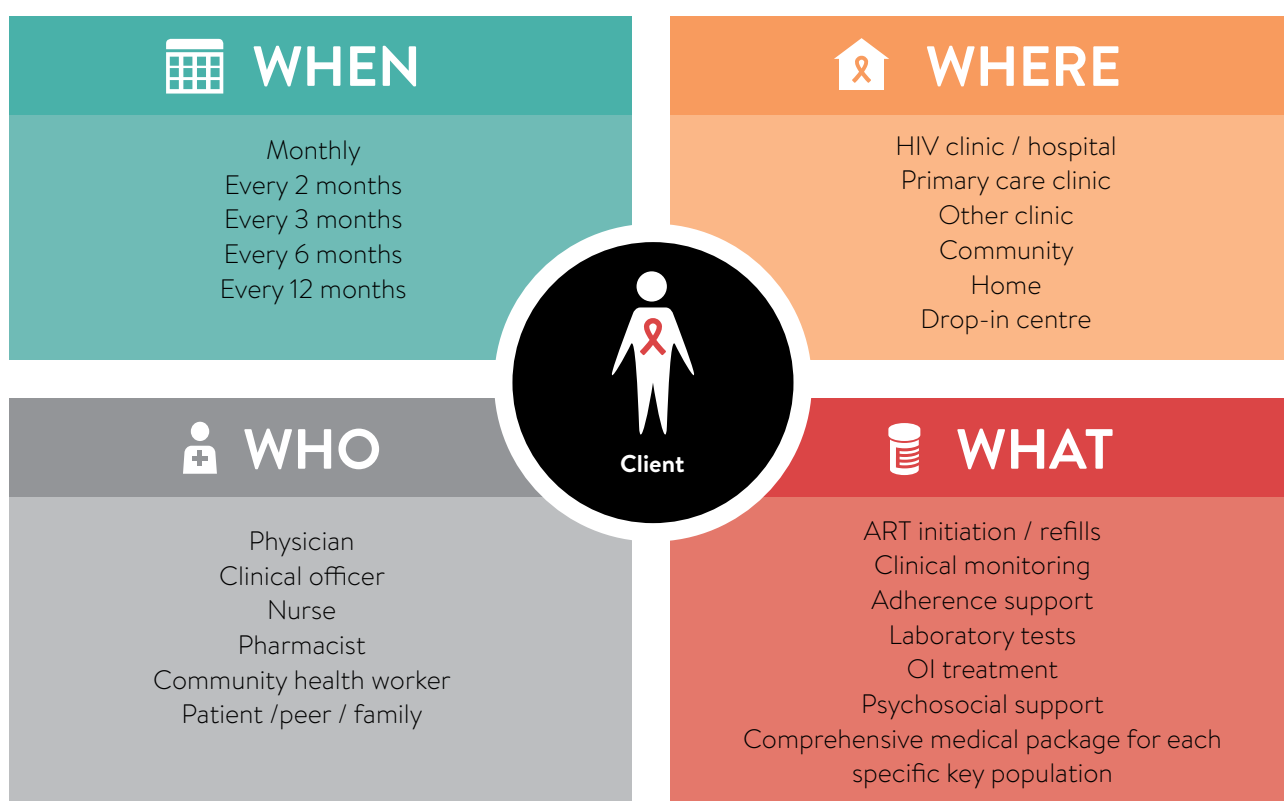 WHEN
Monthly
Every 2 months
Every 3 months
Every 6 months
Every 12 months
WHERE
HIV clinic / hospital
Primary care clinic
Other clinic
Community
Home
Drop-in centre
Client
WHO
Physician
Clinical officer
Nurse
Pharmacist
Community health worker
Patient /peer / family
WHAT
ART initiation / refills
Clinical monitoring
Adherence support
Laboratory tests
OI treatment
Psychosocial support
Comprehensive medical package for each
specific key population